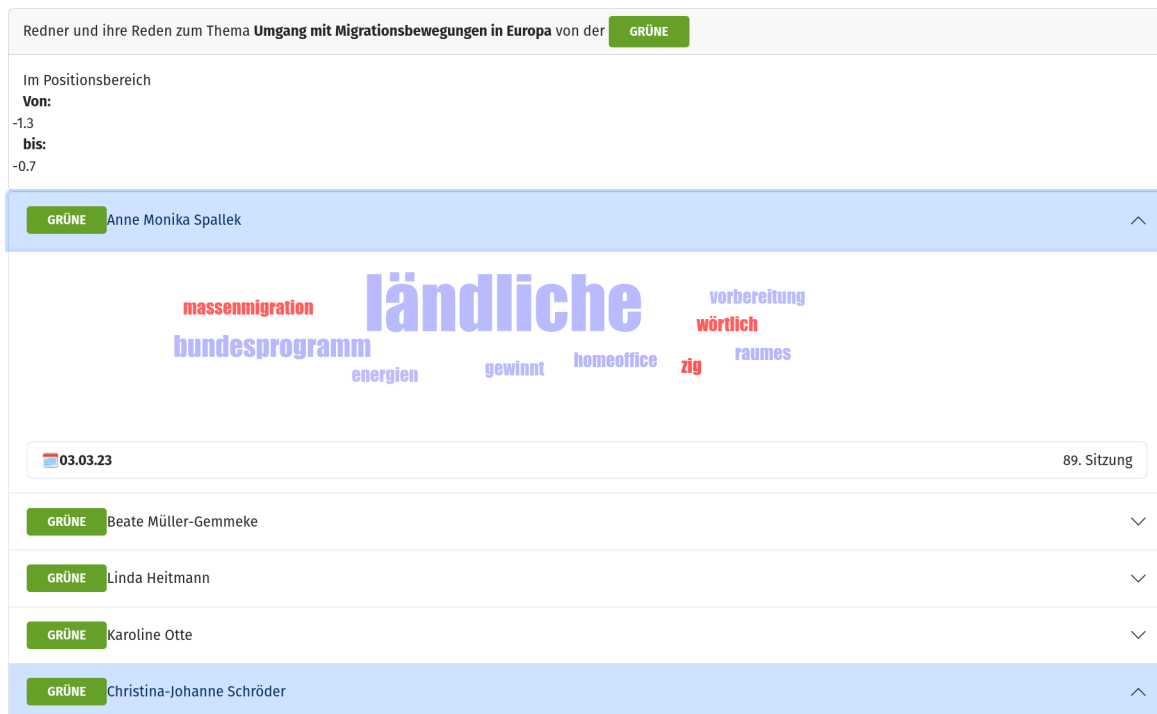 Redner und ihre Reden zum Thema Umgang mit Migrationsbewegungen in Europa von der GRÜNE
Im Positionsbereich
Von:
-1.3
bis:
-0.7
GRÜNE Anne Monika Spallek
ländliche
massenmigration
vorbereitung
wörtlich
bundesprogramm
raumes
homeoffice
zig
gewinnt
energien
03.03.23 89. Sitzung
GRÜNE Beate Müller-Gemmeke
GRÜNE Linda Heitmann
GRÜNE Karoline Otte
GRÜNE Christina-Johanne Schröder